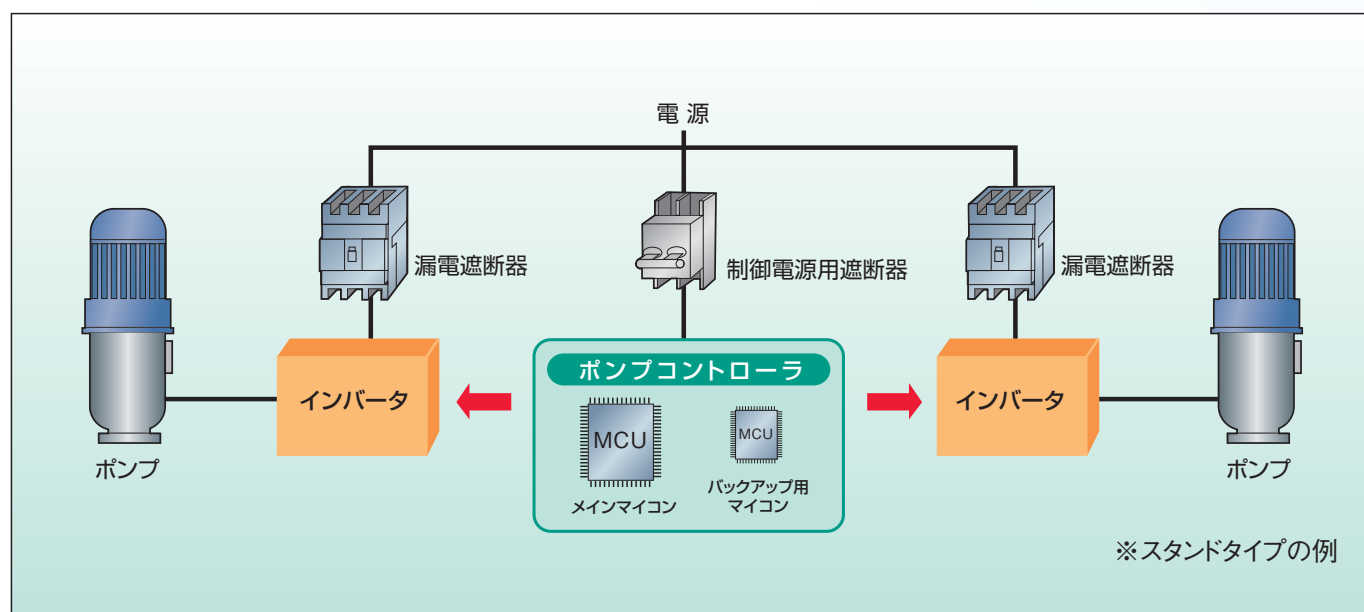 電源
漏電遮断器
制御電源用遮断器
漏電遮断器
ポンプコントローラ
インバータ
MCU
MCU
インバータ
メインマイコン
バックアップ用
マイコン
ポンプ
ポンプ
※スタンドタイプの例